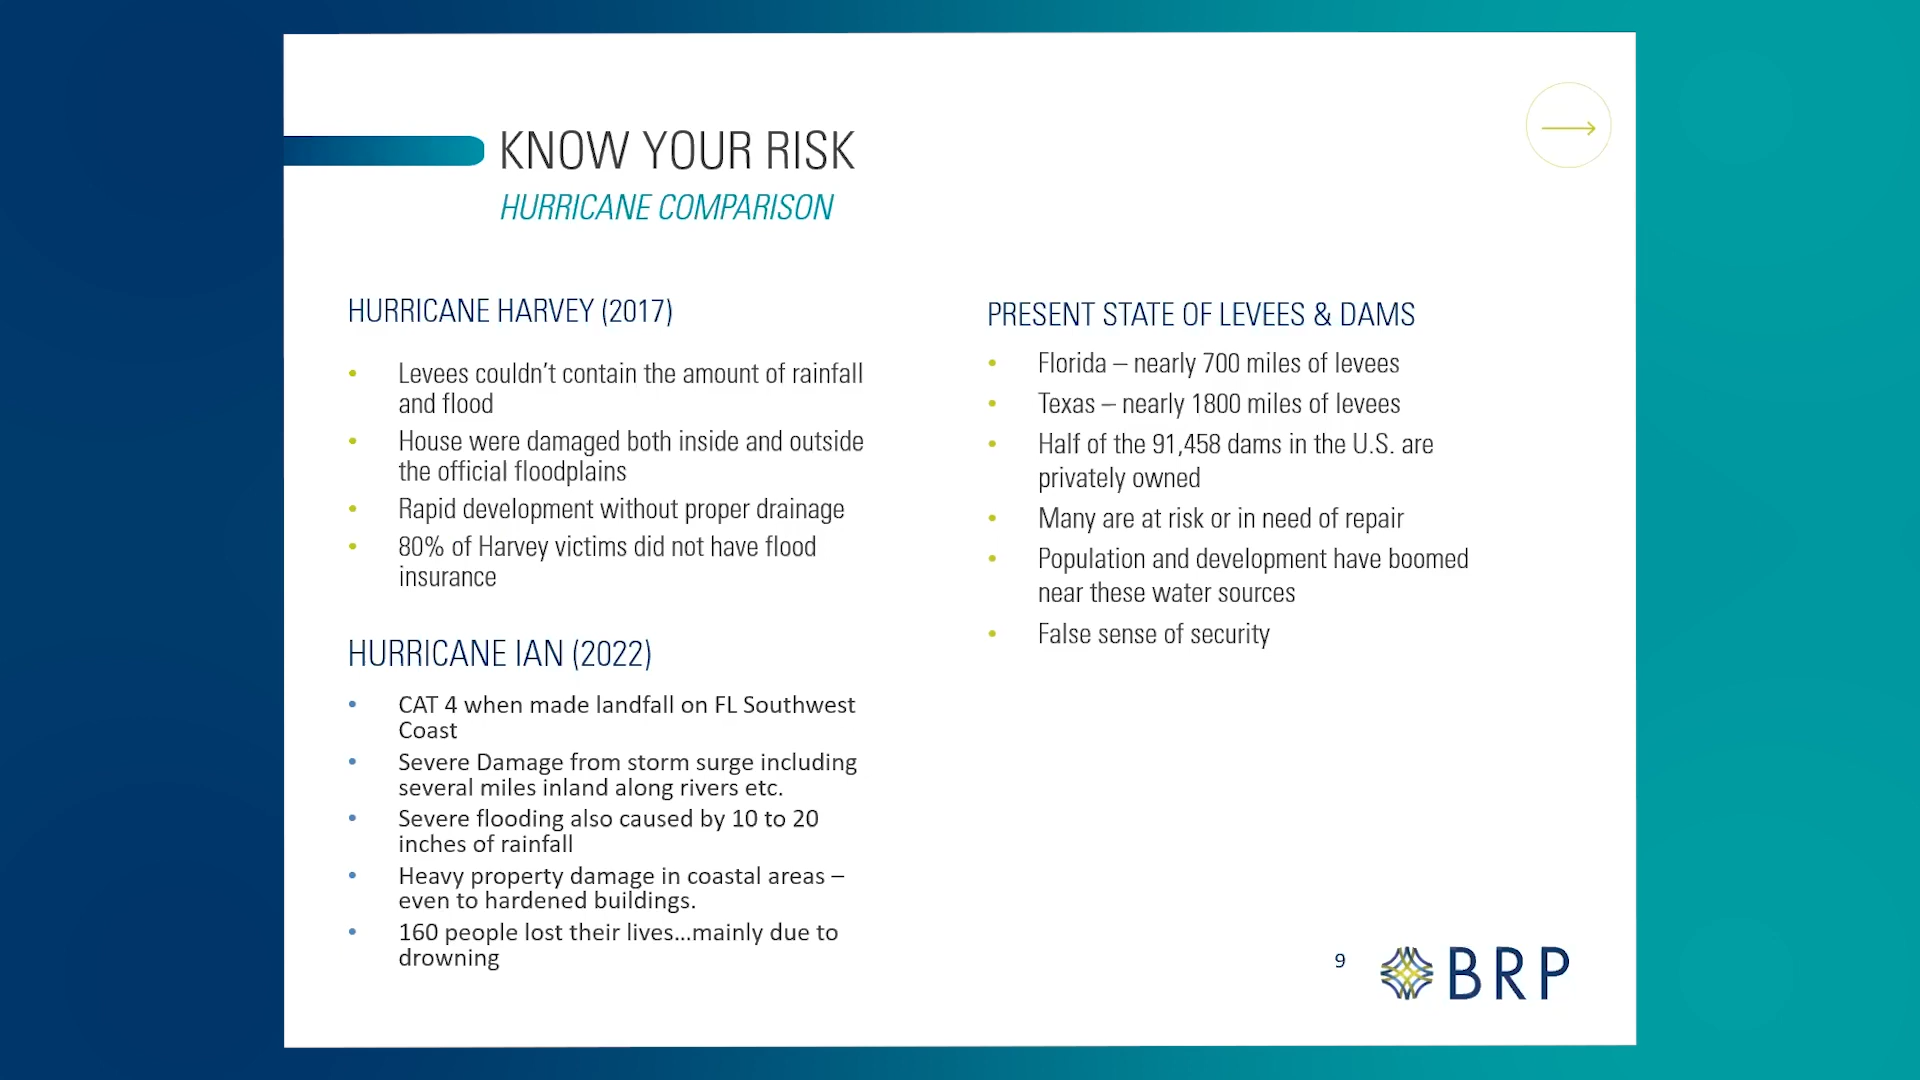 KNOW YOUR RISK
HURRICANE COMPARISON
HURRICANE HARVEY (2017)
• Levees couldn't contain the amount of rainfall
and flood
• House were damaged both inside and outside
the official floodplains
• Rapid development without proper drainage
• 80% of Harvey victims did not have flood
insurance
HURRICANE IAN (2022)
• CAT 4 when made landfall on FL Southwest
Coast
• Severe Damage from storm surge including
several miles inland along rivers etc.
• Severe flooding also caused by 10 to 20
inches of rainfall
• Heavy property damage in coastal areas –
even to hardened buildings.
• 160 people lost their lives...mainly due to
drowning
PRESENT STATE OF LEVEES & DAMS
• Florida – nearly 700 miles of levees
• Texas – nearly 1800 miles of levees
• Half of the 91,458 dams in the U.S. are
privately owned
• Many are at risk or in need of repair
• Population and development have boomed
near these water sources
• False sense of security
9
BRP